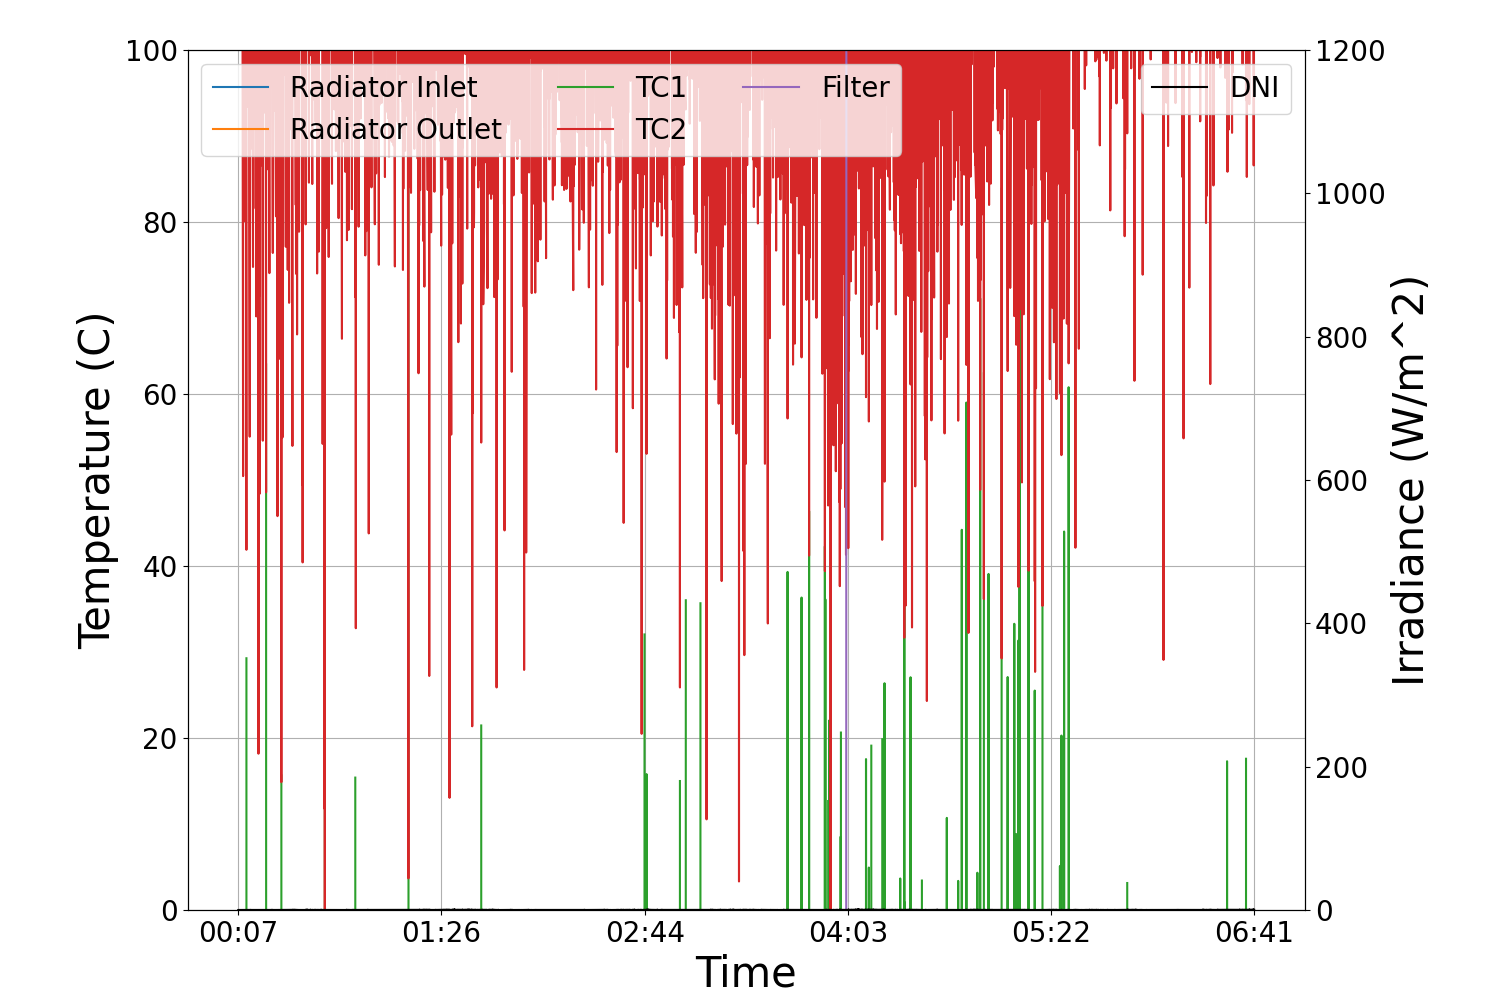 100
80
60
40
20
0
Temperature (C)
Radiator Inlet
Radiator Outlet
TC1
TC2
Filter
DNI
1200
1000
800
600
400
200
0
Irradiance (W/m^2)
00:07 01:26 02:44 04:03 05:22 06:41
Time